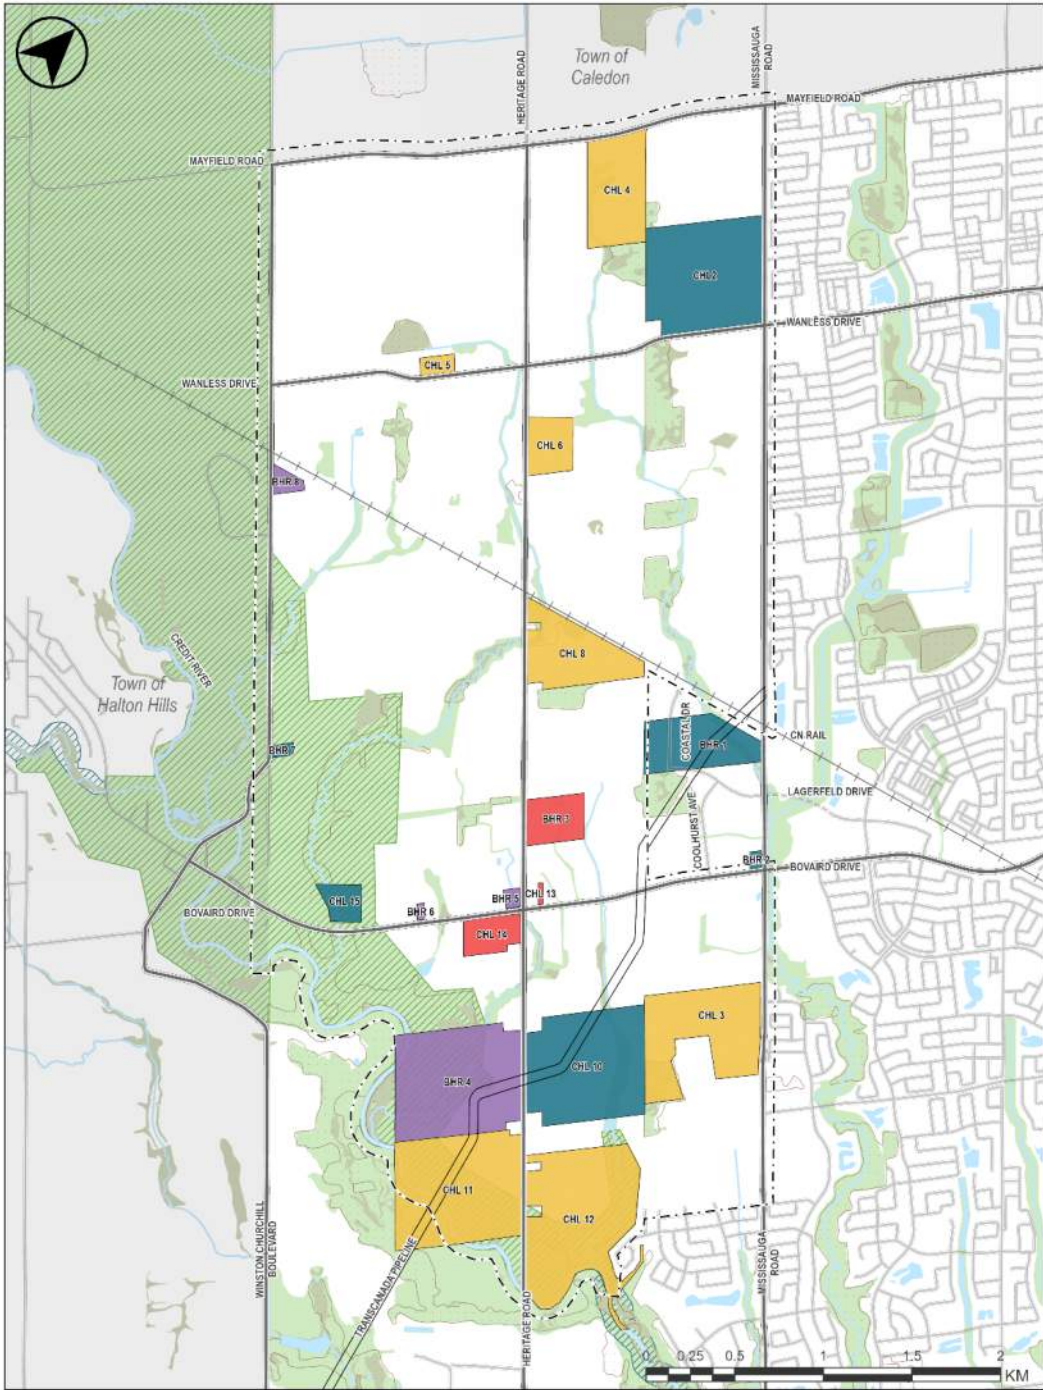 Town of
Caledon
HERITAGE ROAD
MISSISSAUGA
ROAD
MAYFIELD ROAD
MAYFIELD ROAD
CHL 4
CHL2
WANLESS DRIVE
CHL 5
WANLESS DRIVE
CHL 6
BHR 8
CHL 8
CREDIT RIVER
Town of
Halton Hills
COASTAL DR
BHR 7
BHR 1
CN RAIL
LAGERFELD DRIVE
BHR 3
COOLHURST AVE
BHR 2
BOVAIRD DRIVE
CHL 15
BHR 5
CHL 13
BHR 6
BOVAIRD DRIVE
CHL 14
CHL 3
BHR 4
CHL 10
CHL 11
CHL 12
WINSTON CHURCHILL
BOULEVARD
TRANSCANADA PIPELINE
HERITAGE ROAD
MISSISSAUGA
ROAD
0 0.25 0.5 1 1.5 2
KM